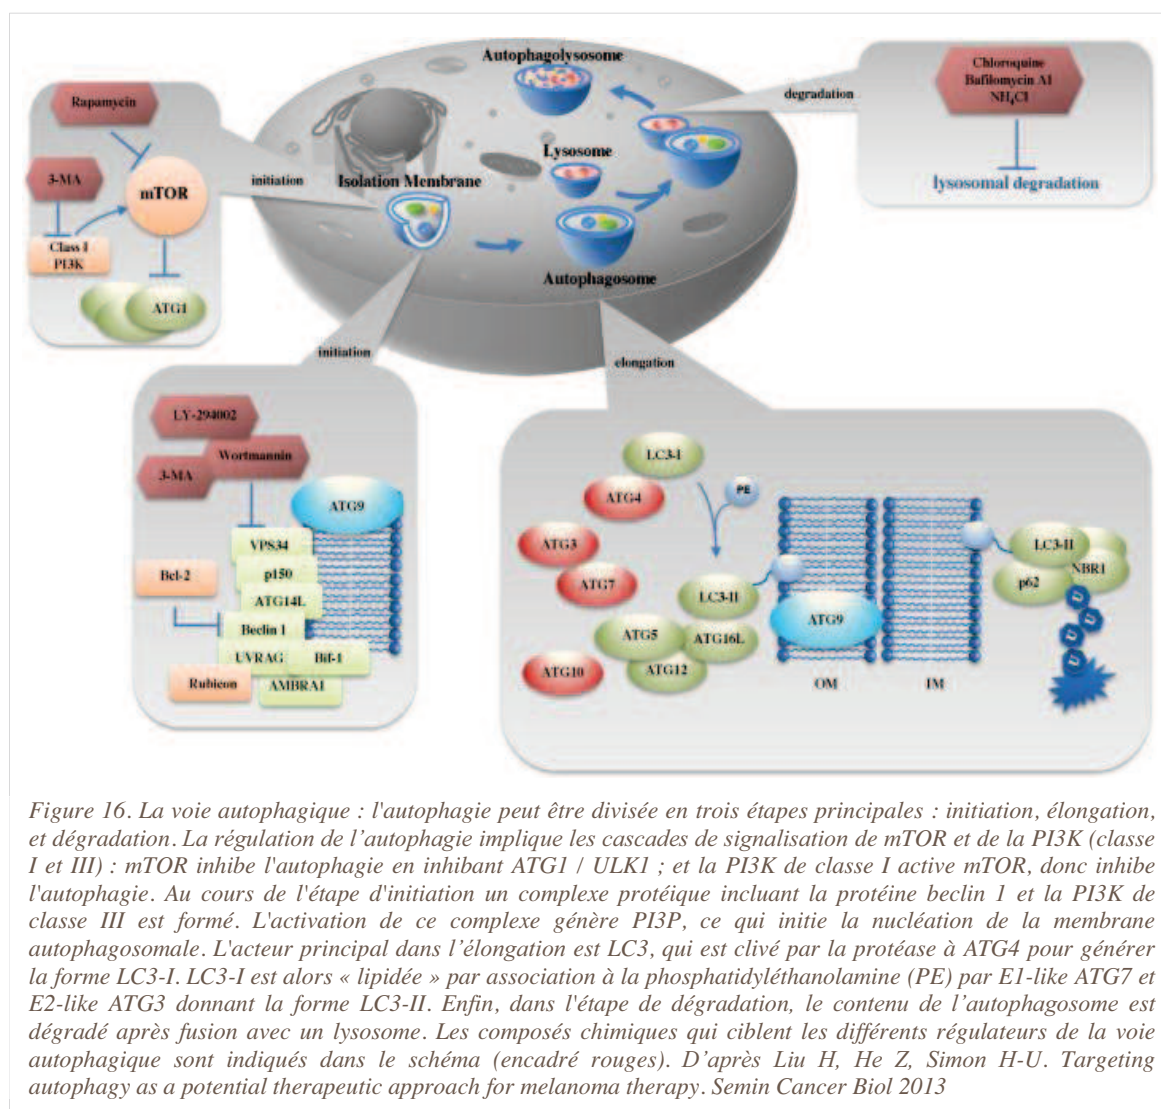 Autophagolysosome
degradation
Chloroquine
Bafilomycin A1
NH₄Cl
lysosomal degradation
Rapamycin
3-MA
mTOR
Class I
PI3K
ATG1
initiation
Isolation Membrane
Lysosome
Autophagosome
initiation
elongation
LY-294002
Wortmannin
3-MA
ATG9
VPS34
p150
Bcl-2
ATG14L
Beclin 1
UVRAG
Bif-1
Rubicon
AMBRA1
LC3-I
ATG4
PE
ATG3
ATG7
LC3-II
ATG5
ATG16L
ATG12
ATG10
ATG9
OM
IM
LC3-II
p62
NBR1
U
U
U
U
Figure 16. La voie autophagique : l'autophagie peut être divisée en trois étapes principales : initiation, élongation,
et dégradation. La régulation de l’autophagie implique les cascades de signalisation de mTOR et de la PI3K (classe
I et III) : mTOR inhibe l'autophagie en inhibant ATG1 / ULK1 ; et la PI3K de classe I active mTOR, donc inhibe
l'autophagie. Au cours de l'étape d'initiation un complexe protéique incluant la protéine beclin 1 et la PI3K de
classe III est formé. L'activation de ce complexe génère PI3P, ce qui initie la nucléation de la membrane
autophagosomale. L'acteur principal dans l’élongation est LC3, qui est clivé par la protéase à ATG4 pour générer
la forme LC3-I. LC3-I est alors « lipidée » par association à la phosphatidyléthanolamine (PE) par E1-like ATG7 et
E2-like ATG3 donnant la forme LC3-II. Enfin, dans l'étape de dégradation, le contenu de l’autophagosome est
dégradé après fusion avec un lysosome. Les composés chimiques qui ciblent les différents régulateurs de la voie
autophagique sont indiqués dans le schéma (encadré rouges). D’après Liu H, He Z, Simon H-U. Targeting
autophagy as a potential therapeutic approach for melanoma therapy. Semin Cancer Biol 2013